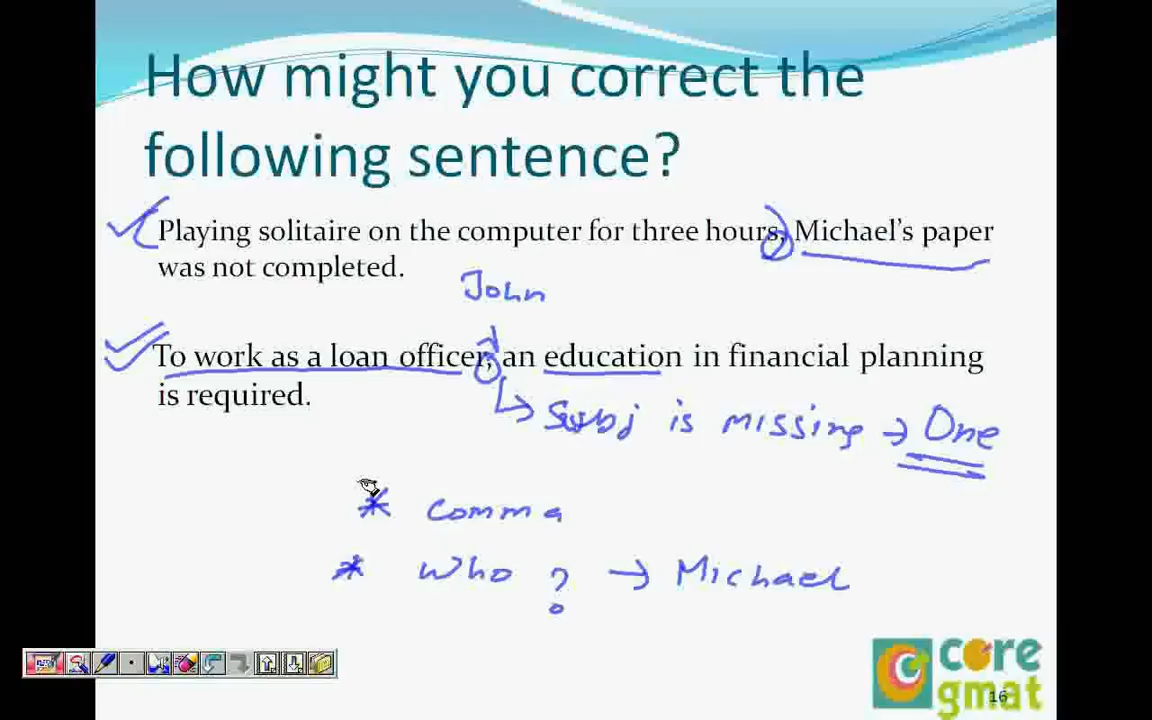 How might you correct the
following sentence?
Playing solitaire on the computer for three hours, Michael's paper
was not completed.
John
To work as a loan officer, an education in financial planning
is required.
Subj is missing → One
* Comma
* Who ? → Michael
core
gmat
16